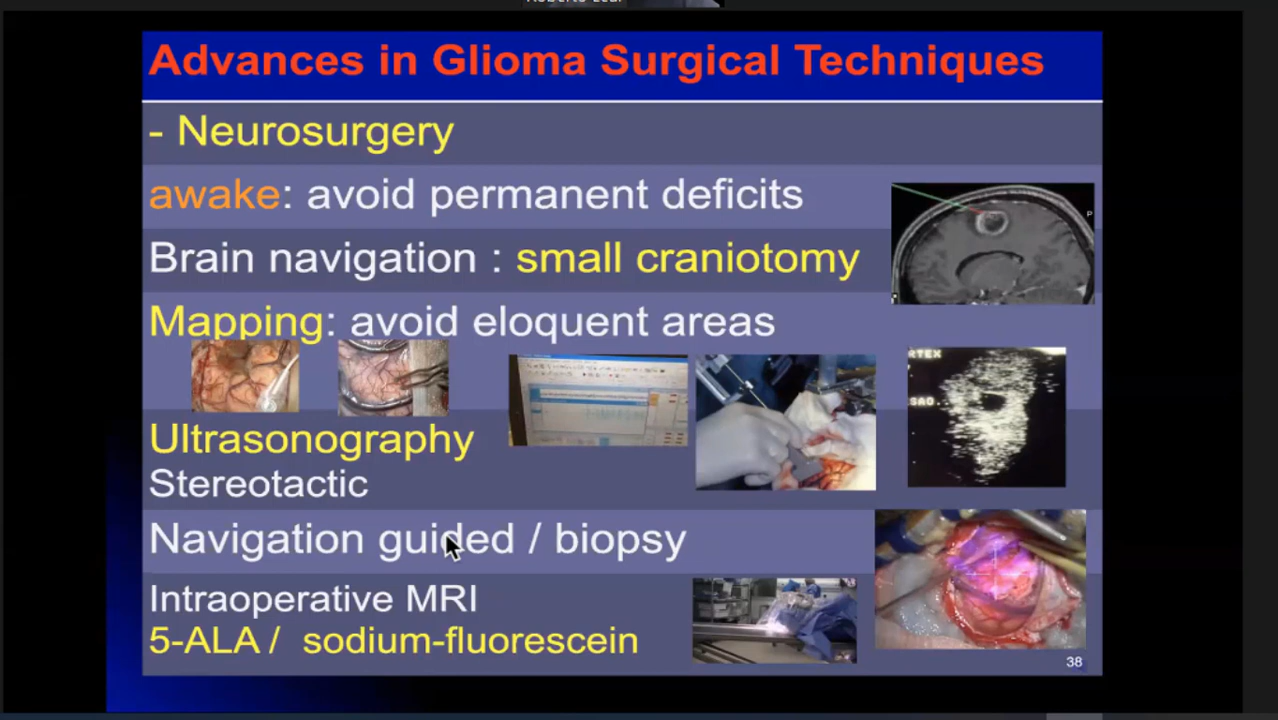 Advances in Glioma Surgical Techniques
- Neurosurgery
awake: avoid permanent deficits
Brain navigation : small craniotomy
P
Mapping: avoid eloquent areas
SAO..
Ultrasonography
Stereotactic
Navigation guided / biopsy
Intraoperative MRI
5-ALA / sodium-fluorescein
38